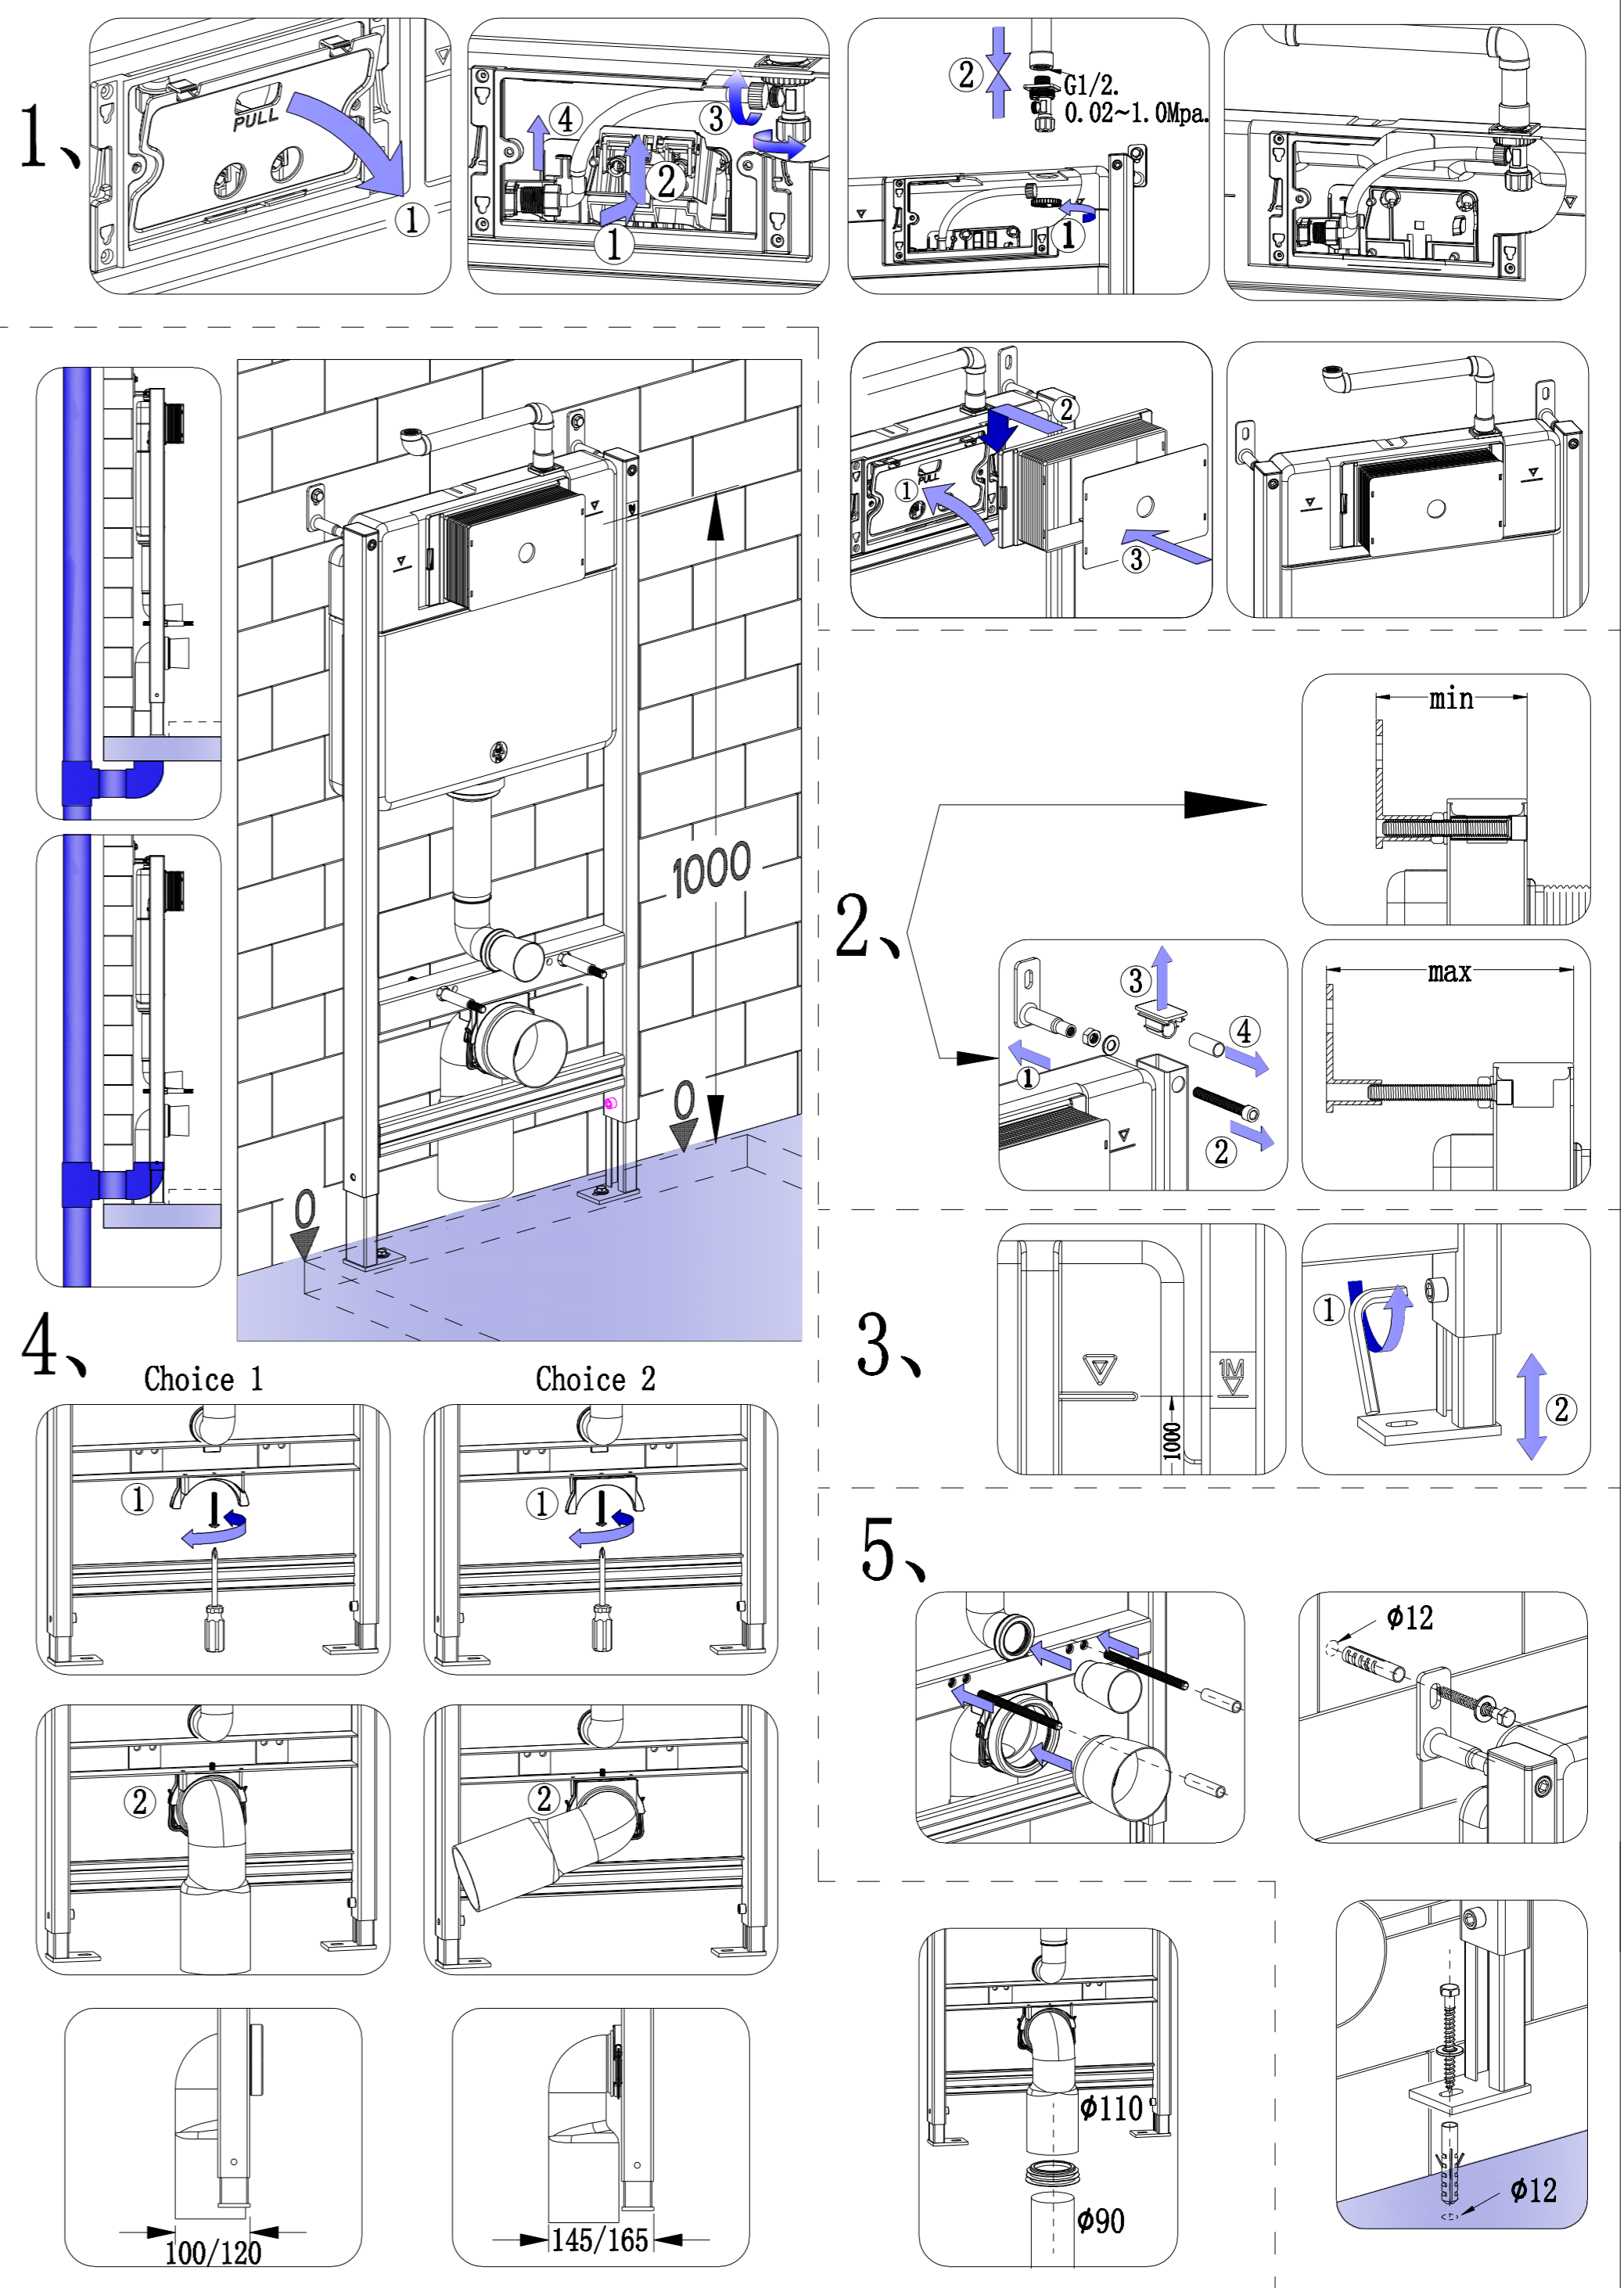 1、
PULL
①
④
③
②
①
②
G1/2.
0.02~1.0Mpa.
①
②
PULL
①
③
1000
0
0
2、
min
max
③
④
①
②
3、
1M
1000
①
②
4、
Choice 1
Choice 2
①
①
②
②
100/120
145/165
5、
ϕ12
ϕ110
ϕ90
ϕ12